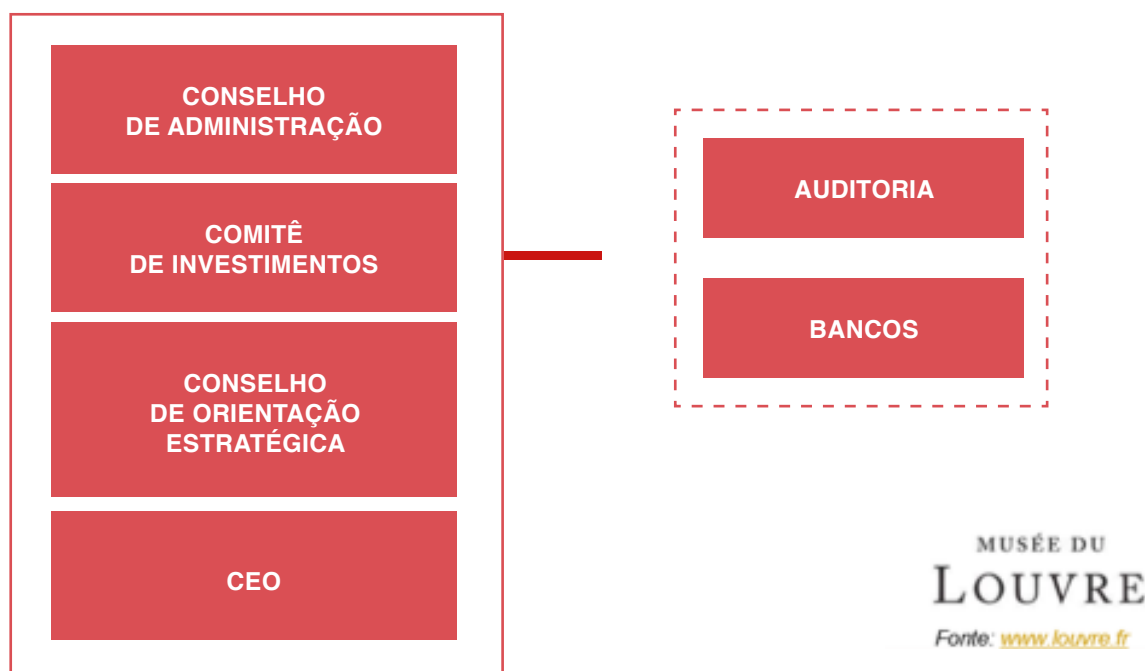 CONSELHO
DE ADMINISTRAÇÃO
COMITÊ
DE INVESTIMENTOS
CONSELHO
DE ORIENTAÇÃO
ESTRATÉGICA
CEO
AUDITORIA
BANCOS
MUSÉE DU
LOUVRE
Fonte: www.louvre.fr